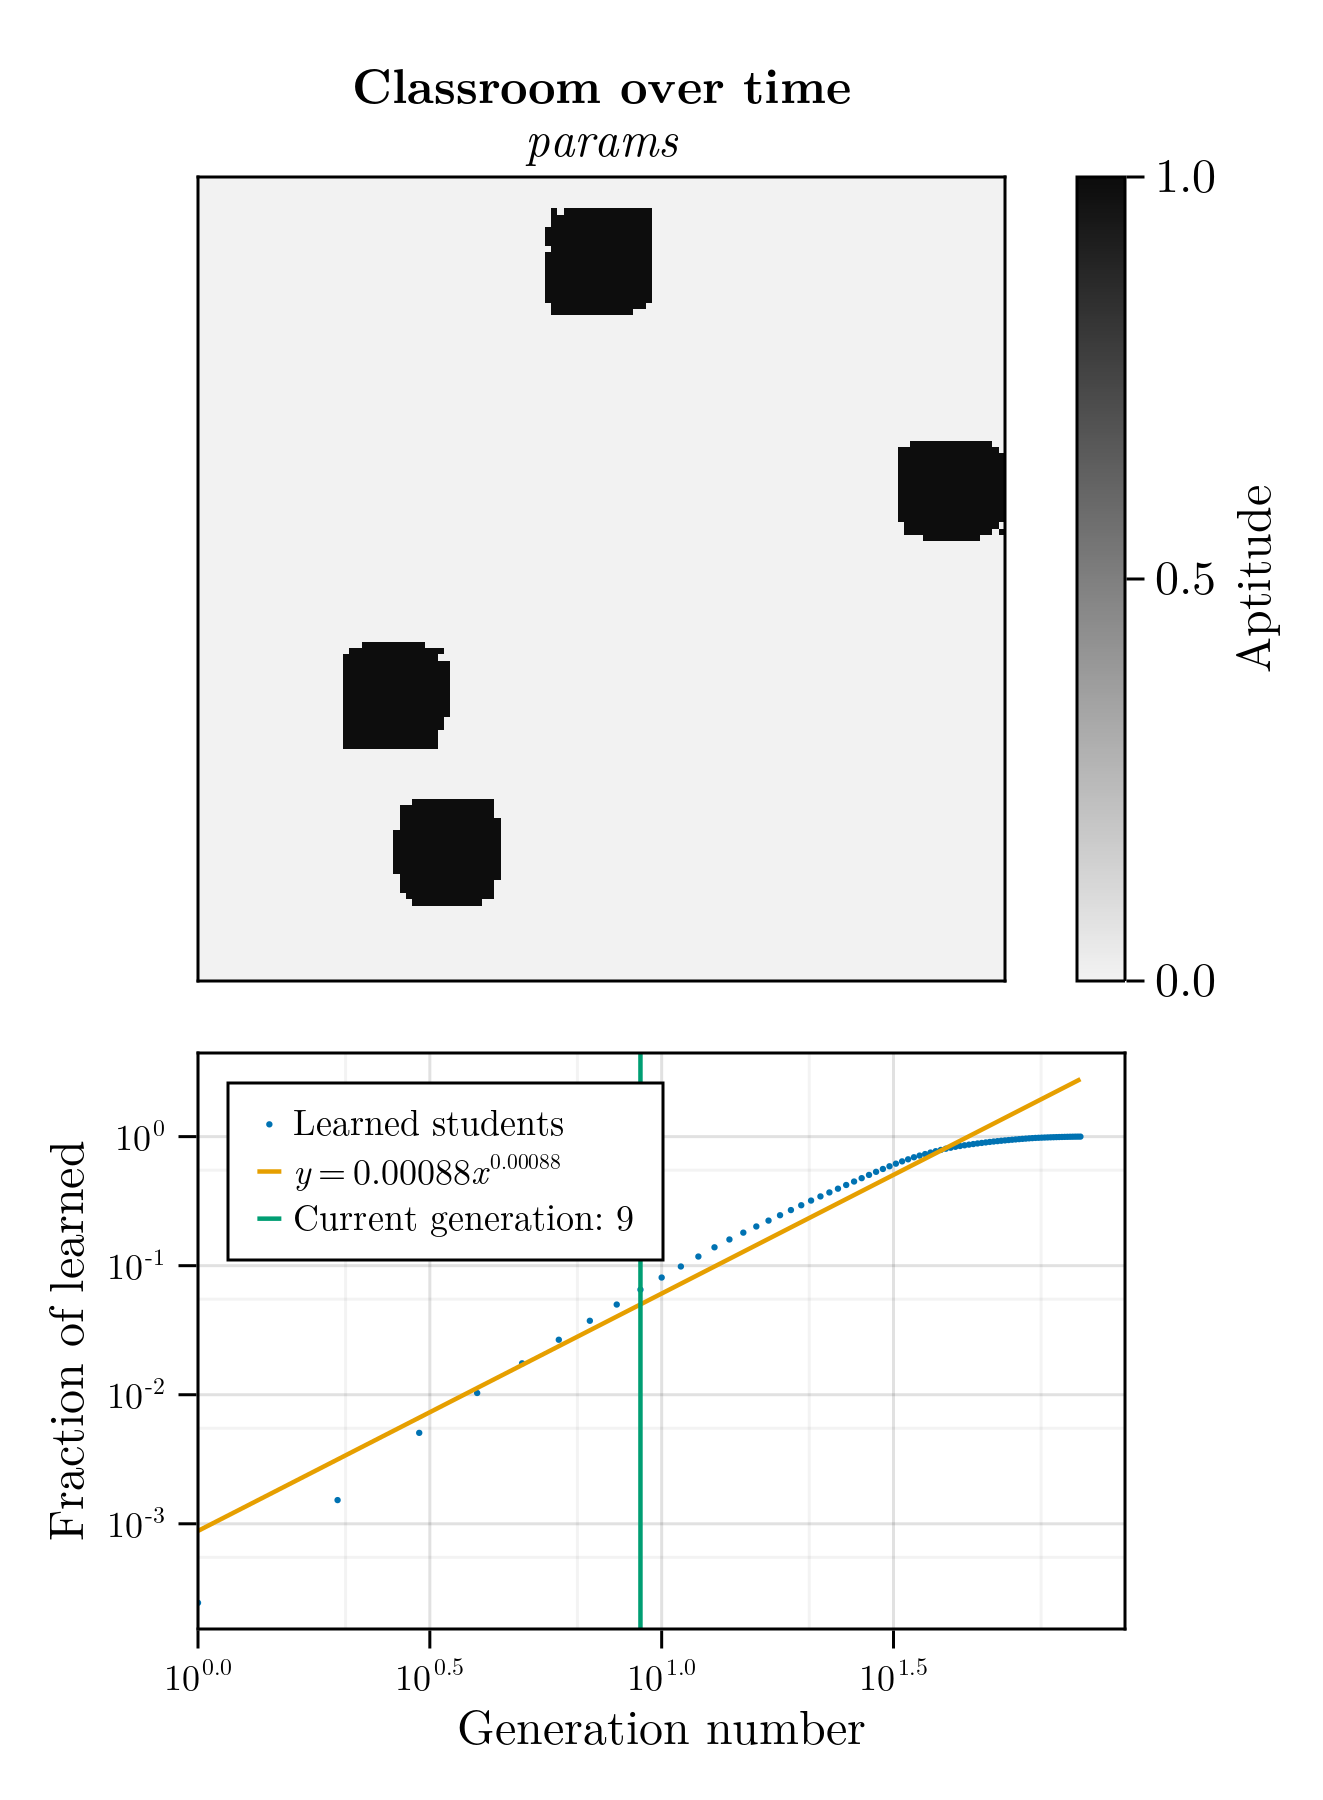 Classroom over time
params
1.0
0.5
0.0
Aptitude
Learned students
y = 0.00088x^0.00088
Current generation: 9
Fraction of learned
10^0
10^-1
10^-2
10^-3
10^0.0 10^0.5 10^1.0 10^1.5
Generation number